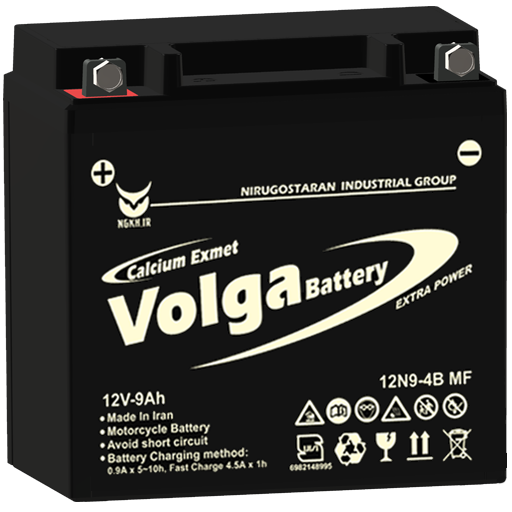 +
−
NGKH.IR
NIRUGOSTARAN INDUSTRIAL GROUP
Calcium Exmet
Volga Battery
EXTRA POWER
12N9-4B MF
12V-9Ah
• Made In Iran
• Motorcycle Battery
• Avoid short circuit
• Battery Charging method:
0.9A x 5~10h, Fast Charge 4.5A x 1h
6982148995